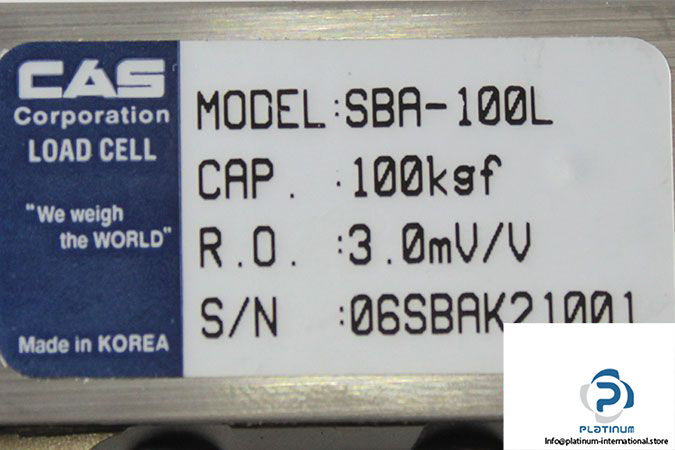 CAS
Corporation
LOAD CELL
"We weigh
the WORLD"
Made in KOREA
MODEL:SBA-100L
CAP. :100kgf
R.O. :3.0mV/V
S/N :06SBAK21001
PLATINUM
Info@platinum-international.store